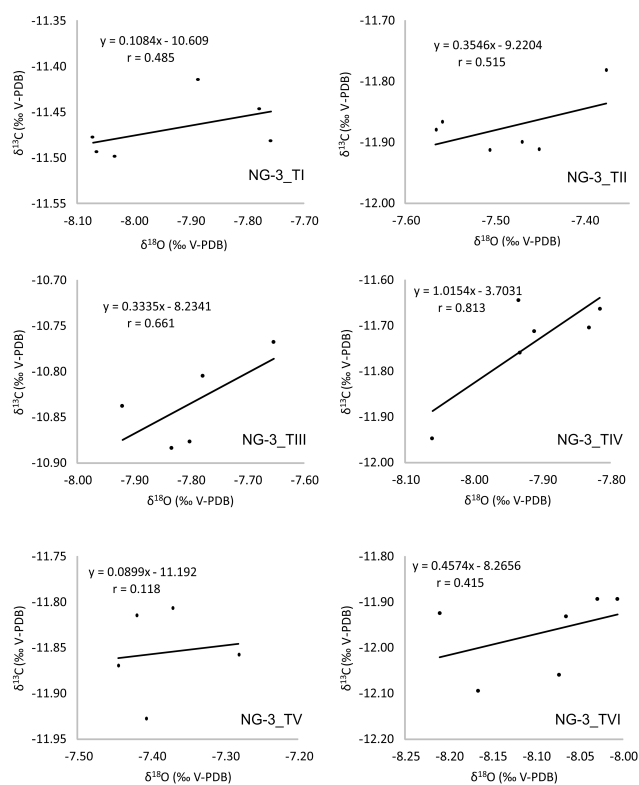 -11.35
-11.40
-11.45
-11.50
-11.55
δ¹³C (‰ V-PDB)
y = 0.1084x - 10.609
r = 0.485
NG-3_TI
-8.10 -8.00 -7.90 -7.80 -7.70
δ¹⁸O (‰ V-PDB)
-11.70
-11.80
-11.90
-12.00
δ¹³C (‰ V-PDB)
y = 0.3546x - 9.2204
r = 0.515
NG-3_TII
-7.60 -7.50 -7.40
δ¹⁸O (‰ V-PDB)
-10.70
-10.75
-10.80
-10.85
-10.90
δ¹³C (‰ V-PDB)
y = 0.3335x - 8.2341
r = 0.661
NG-3_TIII
-8.00 -7.90 -7.80 -7.70 -7.60
δ¹⁸O (‰ V-PDB)
-11.60
-11.70
-11.80
-11.90
-12.00
δ¹³C (‰ V-PDB)
y = 1.0154x - 3.7031
r = 0.813
NG-3_TIV
-8.10 -8.00 -7.90 -7.80
δ¹⁸O (‰ V-PDB)
-11.75
-11.80
-11.85
-11.90
-11.95
δ¹³C (‰ V-PDB)
y = 0.0899x - 11.192
r = 0.118
NG-3_TV
-7.50 -7.40 -7.30 -7.20
δ¹⁸O (‰ V-PDB)
-11.80
-11.90
-12.00
-12.10
-12.20
δ¹³C (‰ V-PDB)
y = 0.4574x - 8.2656
r = 0.415
NG-3_TVI
-8.25 -8.20 -8.15 -8.10 -8.05 -8.00
δ¹⁸O (‰ V-PDB)